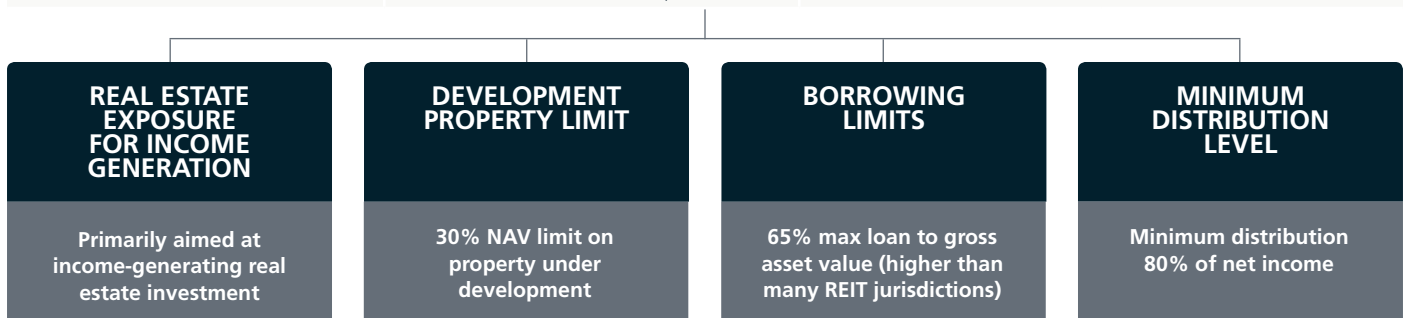 REAL ESTATE
EXPOSURE
FOR INCOME
GENERATION
Primarily aimed at
income-generating real
estate investment
DEVELOPMENT
PROPERTY LIMIT
30% NAV limit on
property under
development
BORROWING
LIMITS
65% max loan to gross
asset value (higher than
many REIT jurisdictions)
MINIMUM
DISTRIBUTION
LEVEL
Minimum distribution
80% of net income